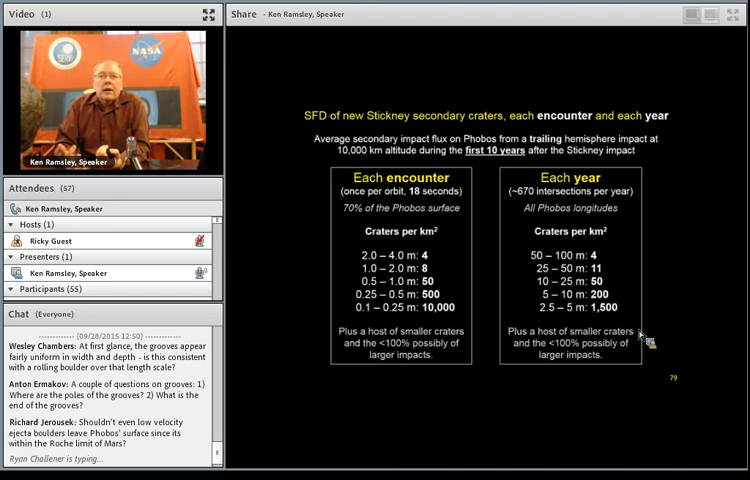 Video (1)
SERVI
NASA
Ken Ramsley, Speaker
Attendees (57)
Ken Ramsley, Speaker
Hosts (1)
Ricky Guest
Presenters (1)
Ken Ramsley, Speaker
Participants (55)
Chat (Everyone)
------------- (09/28/2015 12:50) -------------
Wesley Chambers: At first glance, the grooves appear
fairly uniform in width and depth - is this consistent
with a rolling boulder over that length scale?
Anton Ermakov: A couple of questions on grooves: 1)
Where are the poles of the grooves? 2) What is the
end of the grooves?
Richard Jerousek: Shouldn't even low velocity
ejecta boulders leave Phobos' surface since its
within the Roche limit of Mars?
Ryan Challener is typing...
Share - Ken Ramsley, Speaker
SFD of new Stickney secondary craters, each encounter and each year
Average secondary impact flux on Phobos from a trailing hemisphere impact at
10,000 km altitude during the first 10 years after the Stickney impact
Each encounter
(once per orbit, 18 seconds)
70% of the Phobos surface
Craters per km²
2.0 – 4.0 m: 4
1.0 – 2.0 m: 8
0.5 – 1.0 m: 50
0.25 – 0.5 m: 500
0.1 – 0.25 m: 10,000
Plus a host of smaller craters
and the <100% possibly of
larger impacts.
Each year
(~670 intersections per year)
All Phobos longitudes
Craters per km²
50 – 100 m: 4
25 – 50 m: 11
10 – 25 m: 50
5 – 10 m: 200
2.5 – 5 m: 1,500
Plus a host of smaller craters
and the <100% possibly of
larger impacts.
79